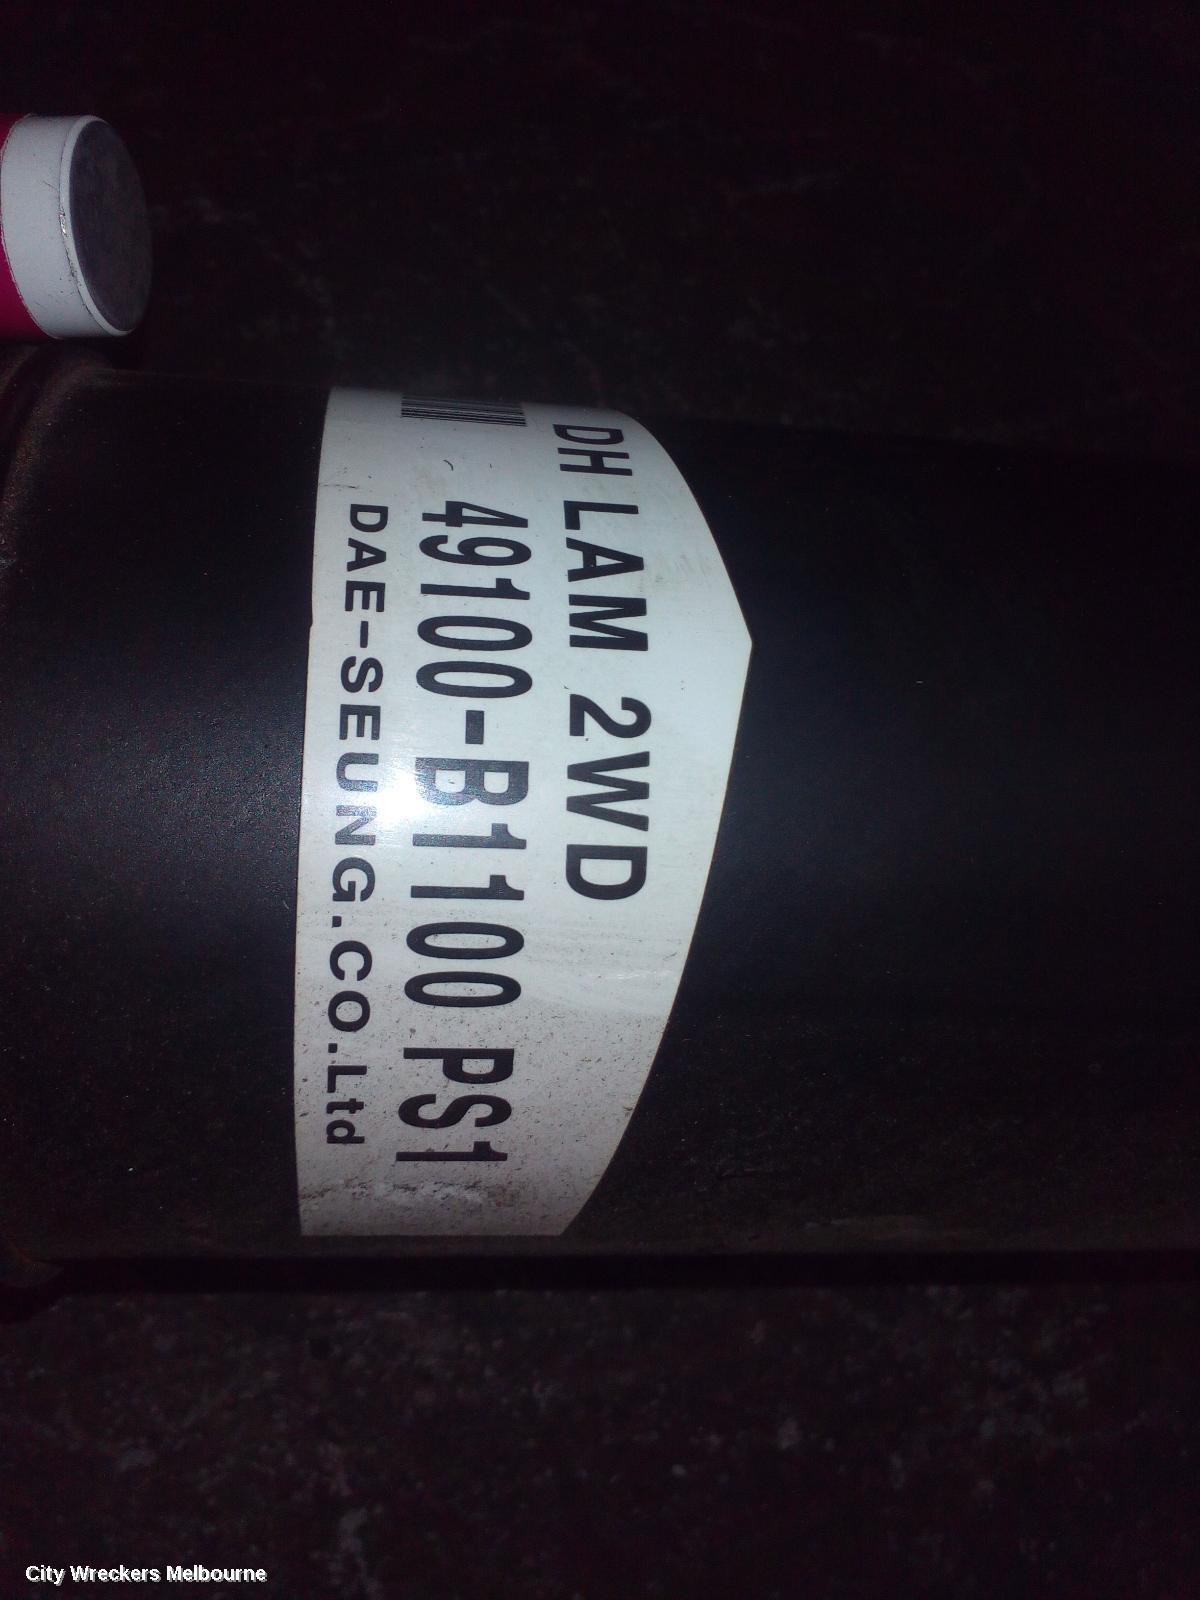 DH LAM 2WD
49100-B1100 PS1
DAE-SEUNG.CO.Ltd
City Wreckers Melbourne